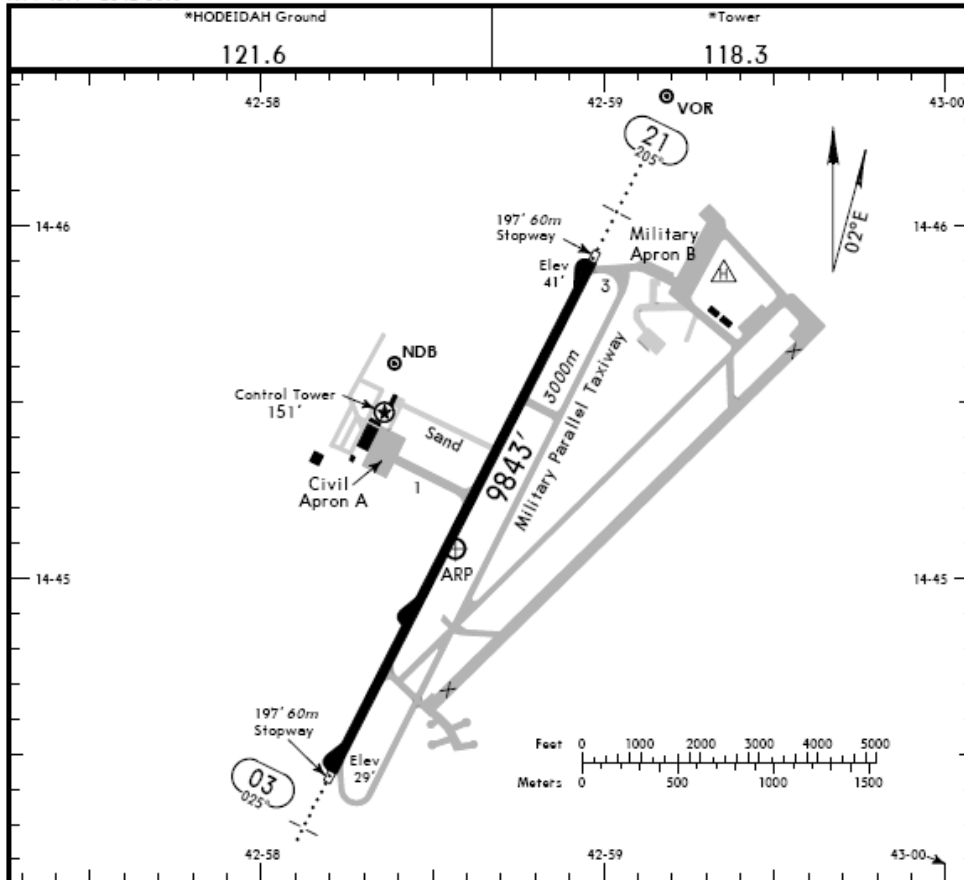 *HODEIDAH Ground
121.6
*Tower
118.3
42-58
42-59
43-00
VOR
21
205°
02°E
14-46
14-46
197' 60m
Stopway
Military
Apron B
Elev
41'
3
H
NDB
Control Tower
151'
3000m
Sand
9843'
Military Parallel Taxiway
Civil
Apron A
1
X
ARP
14-45
14-45
X
197' 60m
Stopway
Elev
29'
03
025°
Feet 0 1000 2000 3000 4000 5000
Meters 0 500 1000 1500
42-58
42-59
43-00